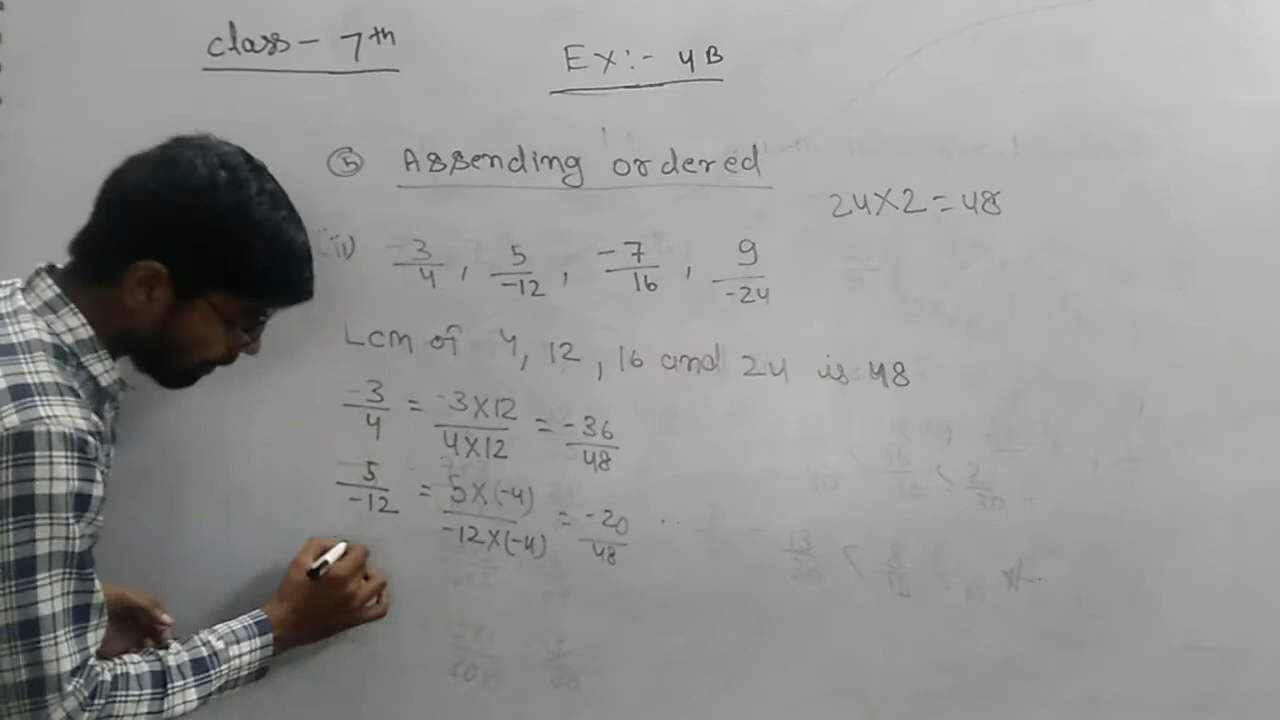 class- 7th
EX:- 4B
⑤ Assending ordered
24X2=48
-3/4, 5/-12, -7/16, 9/-24
Lcm of 4, 12, 16 and 24 is 48
-3/4 = -3X12/4X12 = -36/48
5/-12 = 5X(-4)/-12X(-4) = -20/48